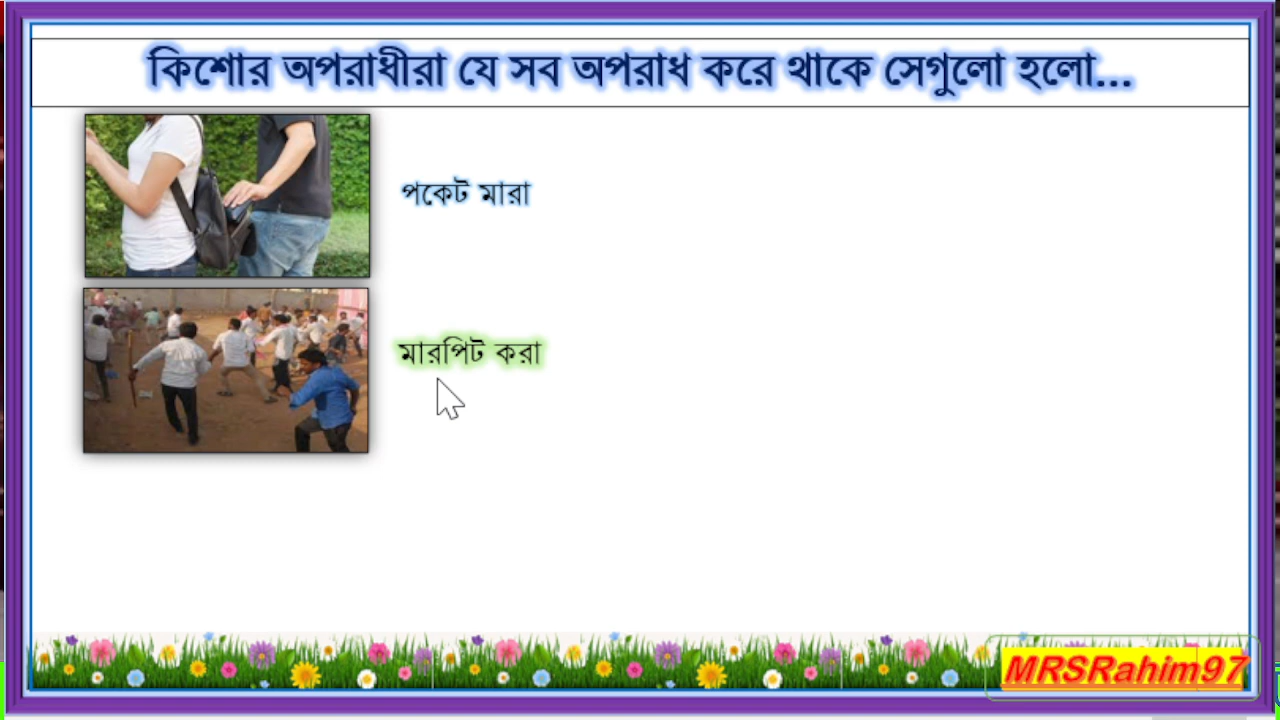 কিশোর অপরাধীরা যে সব অপরাধ করে থাকে সেগুলো হলো...
পকেট মারা
মারপিট করা
MRSRahim97